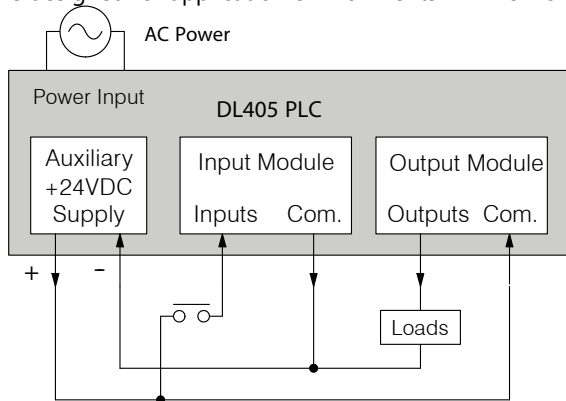 AC Power
Power Input
DL405 PLC
Auxiliary
+24VDC
Supply
Input Module
Inputs Com.
Output Module
Outputs Com.
+ –
Loads